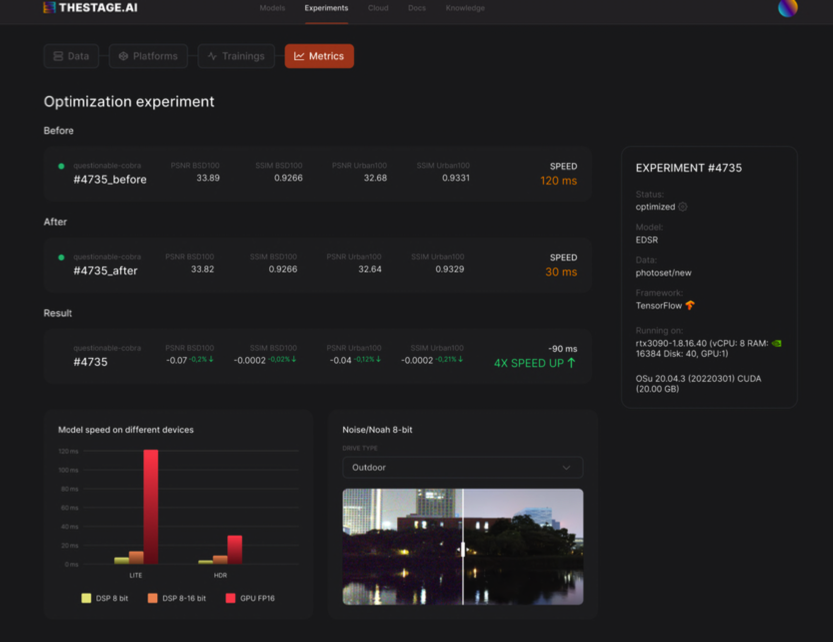 THESTAGE.AI
Models Experiments Cloud Docs Knowledge
Data Platforms Trainings Metrics
Optimization experiment
Before
questionable-cobra PSNR BSD100 SSIM BSD100 PSNR Urban100 SSIM Urban100 SPEED
#4735_before 33.89 0.9266 32.68 0.9331 120 ms
After
questionable-cobra PSNR BSD100 SSIM BSD100 PSNR Urban100 SSIM Urban100 SPEED
#4735_after 33.82 0.9266 32.64 0.9329 30 ms
Result
questionable-cobra PSNR BSD100 SSIM BSD100 PSNR Urban100 SSIM Urban100 -90 ms
#4735 -0.07 -0,2% ↓ -0.0002 -0,02% ↓ -0.04 -0,12% ↓ -0.0002 -0,21% ↓ 4X SPEED UP ↑
EXPERIMENT #4735
Status:
optimized
Model:
EDSR
Data:
photoset/new
Framework:
TensorFlow
Running on:
rtx3090-1.8.16.40 (vCPU: 8 RAM:
16384 Disk: 40, GPU:1)
OSu 20.04.3 (20220301) CUDA
(20.00 GB)
Model speed on different devices
120 ms
100 ms
80 ms
60 ms
40 ms
20 ms
0 ms
LITE HDR
DSP 8 bit DSP 8-16 bit GPU FP16
Noise/Noah 8-bit
DRIVE TYPE
Outdoor